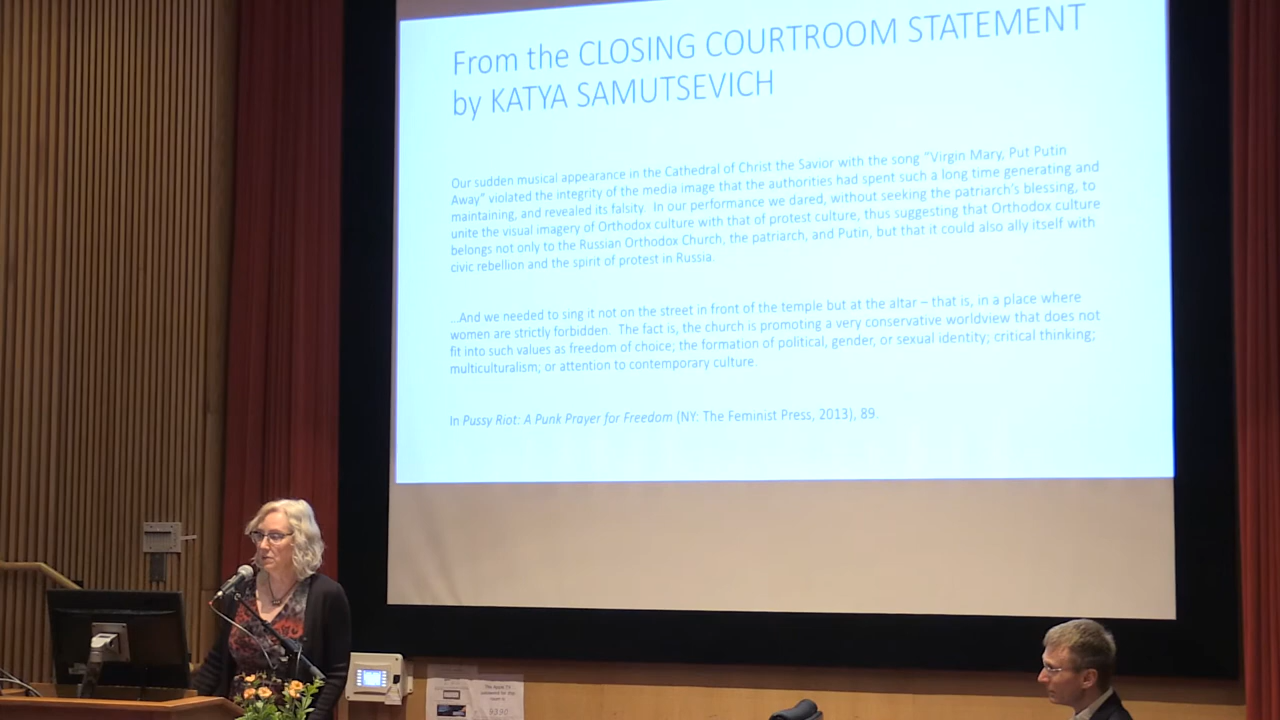 From the CLOSING COURTROOM STATEMENT
by KATYA SAMUTSEVICH
Our sudden musical appearance in the Cathedral of Christ the Savior with the song “Virgin Mary, Put Putin
Away” violated the integrity of the media image that the authorities had spent such a long time generating and
maintaining, and revealed its falsity. In our performance we dared, without seeking the patriarch's blessing, to
unite the visual imagery of Orthodox culture with that of protest culture, thus suggesting that Orthodox culture
belongs not only to the Russian Orthodox Church, the patriarch, and Putin, but that it could also ally itself with
civic rebellion and the spirit of protest in Russia.
...And we needed to sing it not on the street in front of the temple but at the altar – that is, in a place where
women are strictly forbidden. The fact is, the church is promoting a very conservative worldview that does not
fit into such values as freedom of choice; the formation of political, gender, or sexual identity; critical thinking;
multiculturalism; or attention to contemporary culture.
In Pussy Riot: A Punk Prayer for Freedom (NY: The Feminist Press, 2013), 89.
The Apple TV
password for this
room is